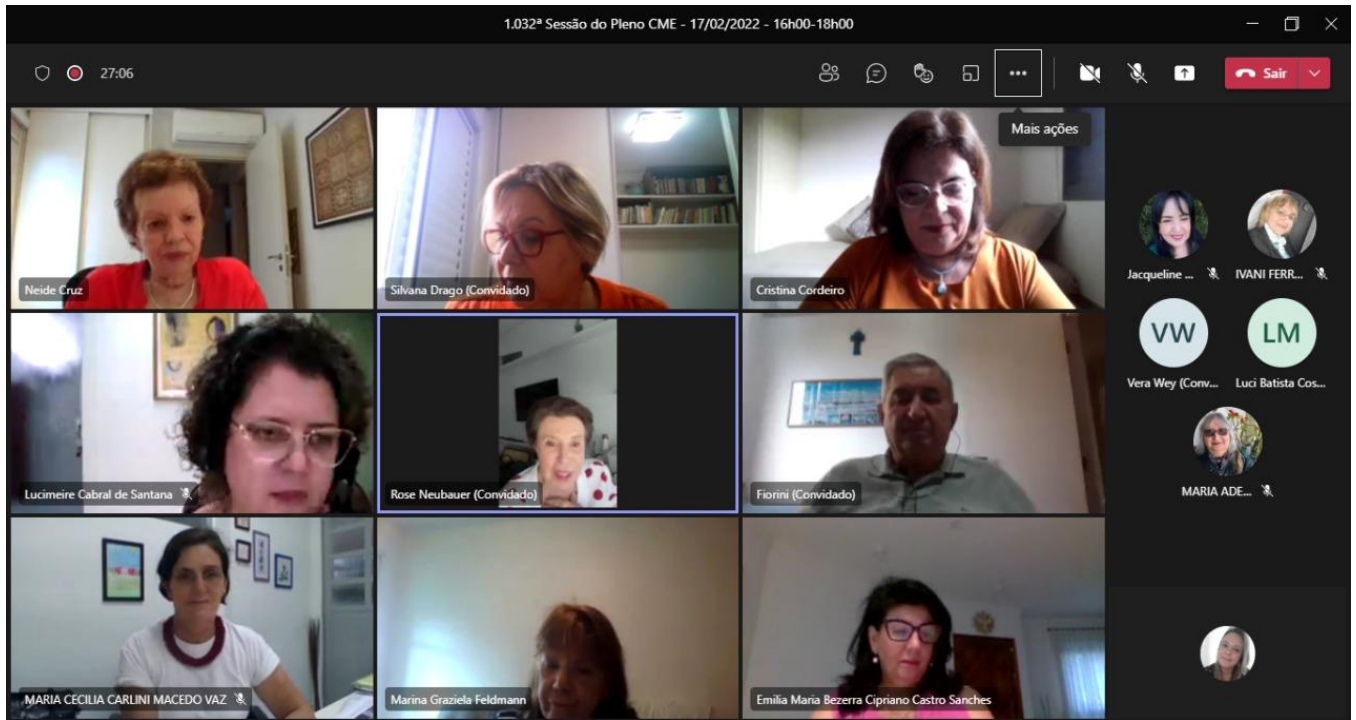 1.032ª Sessão do Pleno CME - 17/02/2022 - 16h00-18h00
27:06
Sair
Mais ações
Neide Cruz
Silvana Drago (Convidado)
Cristina Cordeiro
Jacqueline ...
IVANI FERR...
Lucimeire Cabral de Santana
Rose Neubauer (Convidado)
Fiorini (Convidado)
VW
LM
Vera Wey (Conv...
Luci Batista Cos...
MARIA ADE...
MARIA CECILIA CARLINI MACEDO VAZ
Marina Graziela Feldmann
Emilia Maria Bezerra Cipriano Castro Sanches